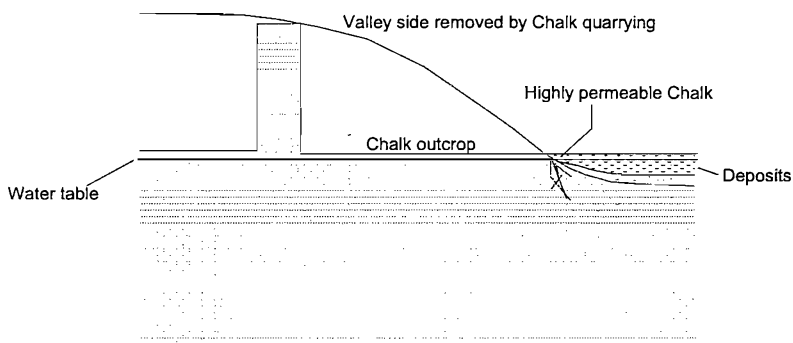 Valley side removed by Chalk quarrying
Highly permeable Chalk
Chalk outcrop
Water table
Deposits